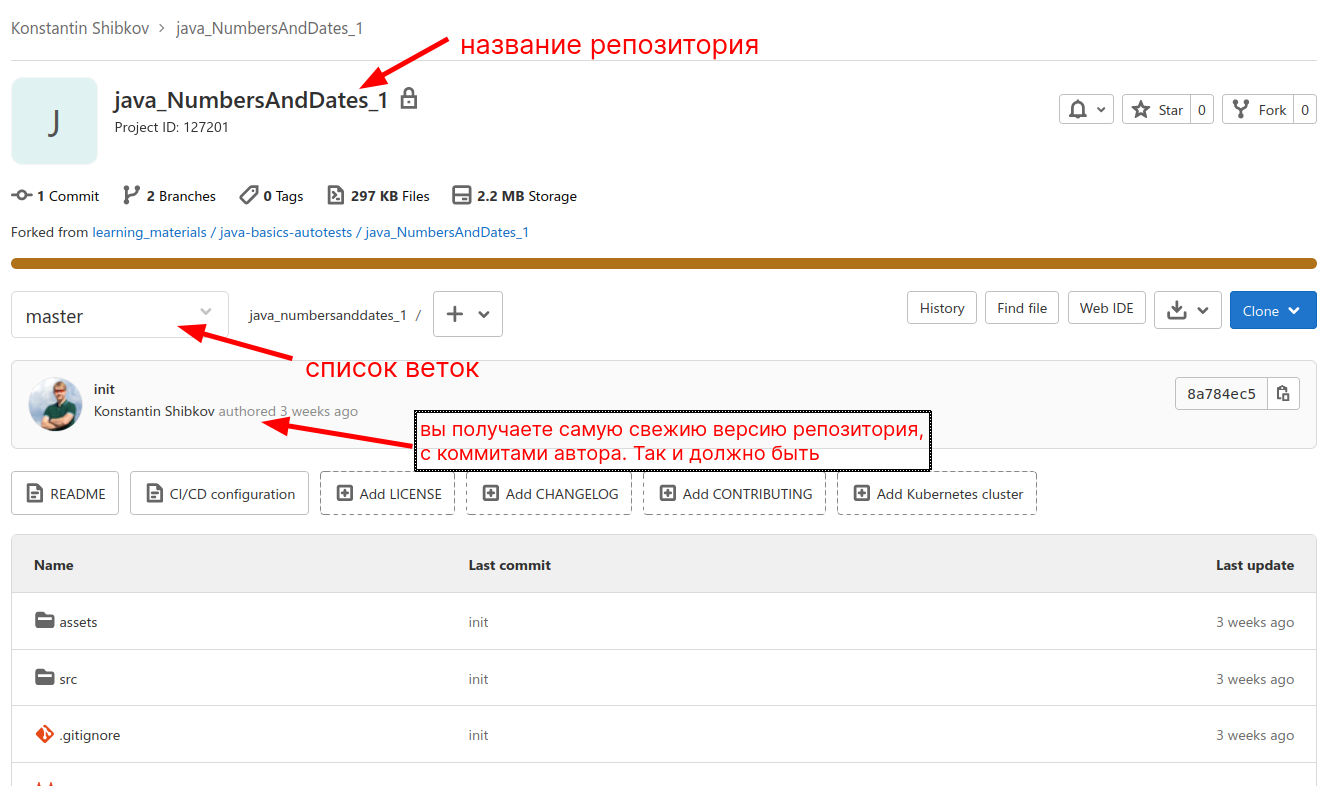 Konstantin Shibkov > java_NumbersAndDates_1
название репозитория
J
java_NumbersAndDates_1
Project ID: 127201
Star 0
Fork 0
1 Commit 2 Branches 0 Tags 297 KB Files 2.2 MB Storage
Forked from learning_materials / java-basics-autotests / java_NumbersAndDates_1
master
java_numbersanddates_1 /
History
Find file
Web IDE
Clone
список веток
init
Konstantin Shibkov authored 3 weeks ago
8a784ec5
вы получаете самую свежию версию репозитория,
с коммитами автора. Так и должно быть
README
CI/CD configuration
Add LICENSE
Add CHANGELOG
Add CONTRIBUTING
Add Kubernetes cluster
Name Last commit Last update
assets init 3 weeks ago
src init 3 weeks ago
.gitignore init 3 weeks ago